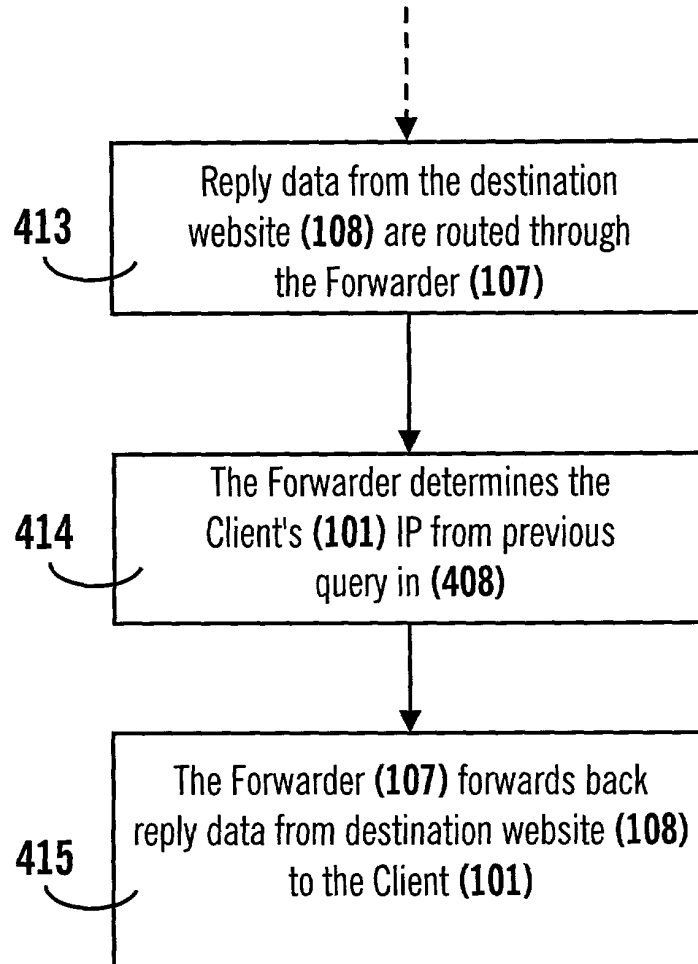 Reply data from the destination
413
website (108) are routed through
the Forwarder (107)
The Forwarder determines the
414
Client's (101) IP from previous
query in (408)
The Forwarder (107) forwards back
reply data from destination website (108)
415
to the Client (101)